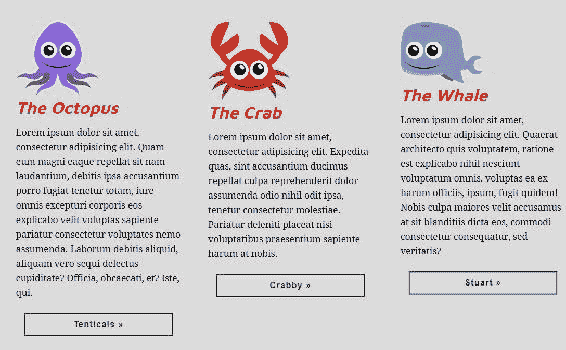 The Octopus
Lorem ipsum dolor sit amet,
consectetur adipisicing elit. Quam
eum magni eaque repellat sit nam
laudantium, debitis ipsa accusantium
porro fugiat tenetur totam, iure
omnis excepturi corporis eos
explicabo velit voluptas sapiente
pariatur consectetur voluptates nemo
assumenda. Laborum debitis aliquid,
aliquam vero sequi delectus
cupiditate? Officia, obcaecati, et? Iste,
qui.
Tenticals »
The Crab
Lorem ipsum dolor sit amet,
consectetur adipisicing elit. Expedita
quas, sint accusantium ducimus
repellat culpa reprehenderit dolor
assumenda odio nihil odit ipsa,
tenetur consectetur molestiae.
Pariatur deleniti placeat nisi
voluptatibus praesentium sapiente
harum at nobis.
Crabby »
The Whale
Lorem ipsum dolor sit amet,
consectetur adipisicing elit. Quaerat
architecto quis voluptatem, ratione
est explicabo nihil nesciunt
voluptatum omnis, voluptas ea ex
harum officiis, ipsum, fugit quidem!
Nobis culpa maiores velit accusamus
at sit blanditiis dicta eos, commodi
consectetur consequatur, sed
veritatis?
Stuart »